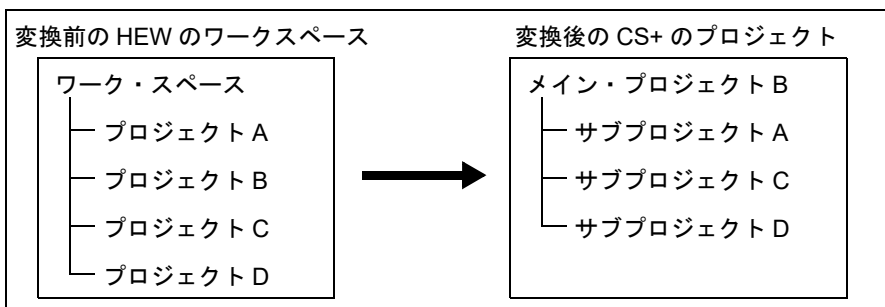 変換前の HEW のワークスペース
ワーク・スペース
プロジェクト A
プロジェクト B
プロジェクト C
プロジェクト D
変換後の CS+ のプロジェクト
メイン・プロジェクト B
サブプロジェクト A
サブプロジェクト C
サブプロジェクト D